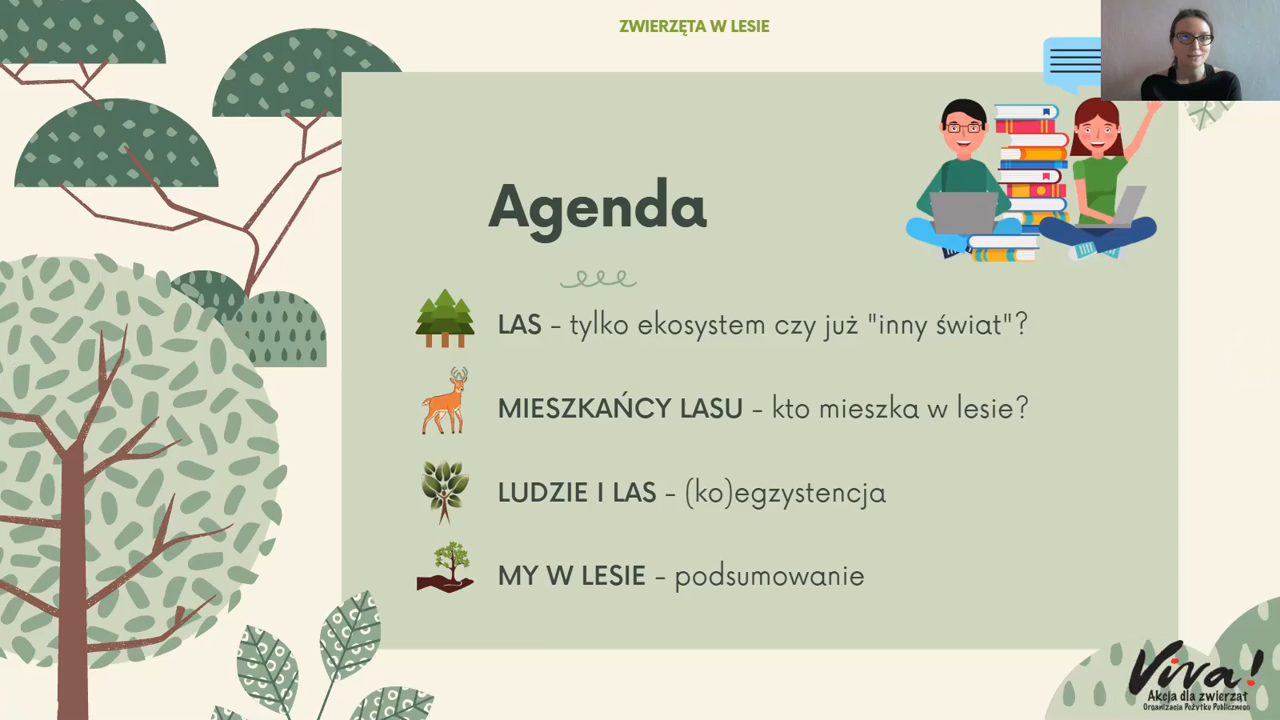 ZWIERZĘTA W LESIE
Agenda
LAS - tylko ekosystem czy już "inny świat"?
MIESZKAŃCY LASU - kto mieszka w lesie?
LUDZIE I LAS - (ko)egzystencja
MY W LESIE - podsumowanie
Viva!
Akcja dla zwierząt
Organizacja Pożytku Publicznego